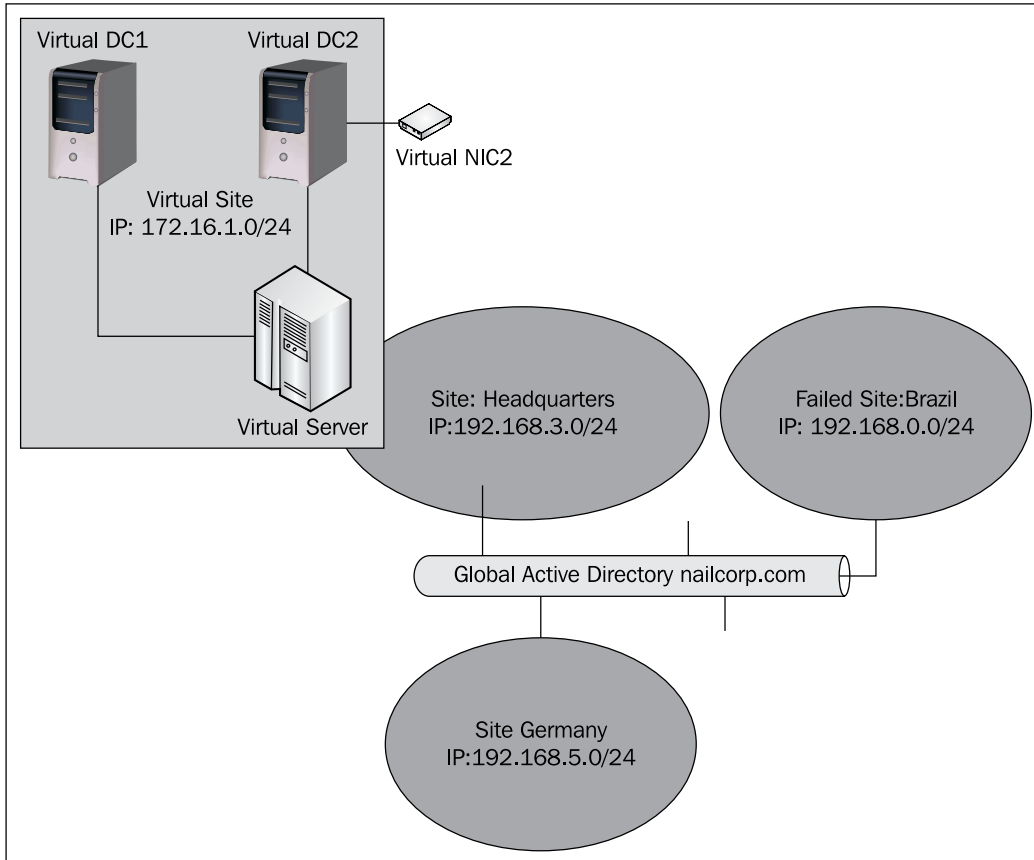 Virtual DC1
Virtual DC2
Virtual NIC2
Virtual Site
IP: 172.16.1.0/24
Virtual Server
Site: Headquarters
IP:192.168.3.0/24
Failed Site:Brazil
IP: 192.168.0.0/24
Global Active Directory nailcorp.com
Site Germany
IP:192.168.5.0/24